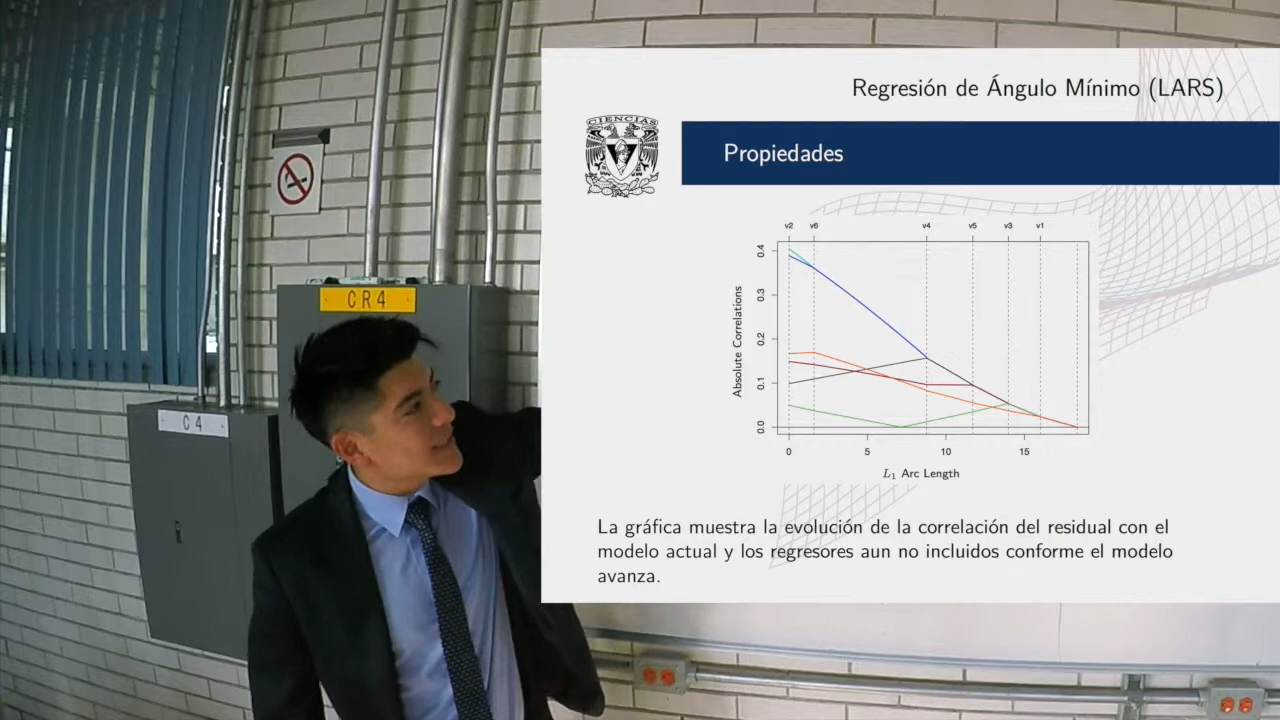 Regresión de Ángulo Mínimo (LARS)
CIENCIAS
Propiedades
v2 v6 v4 v5 v3 v1
0.4
0.3
0.2
0.1
0.0
Absolute Correlations
0 5 10 15
L₁ Arc Length
La gráfica muestra la evolución de la correlación del residual con el
modelo actual y los regresores aun no incluidos conforme el modelo
avanza.
CR4
C 4